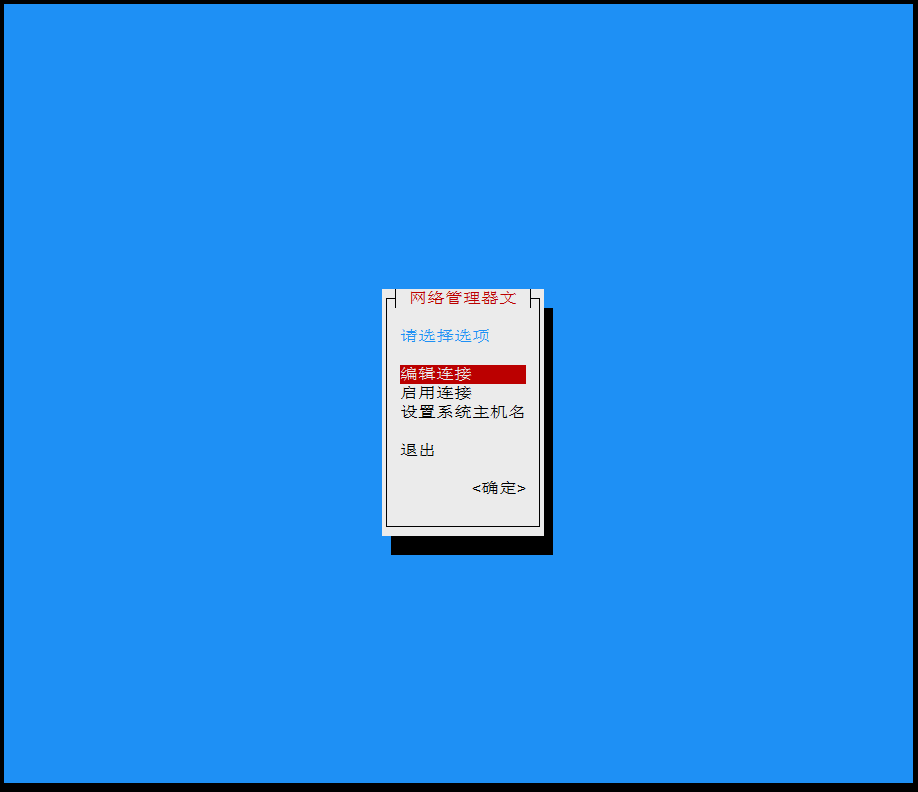 网络管理器文
请选择选项
编辑连接
启用连接
设置系统主机名
退出
<确定>